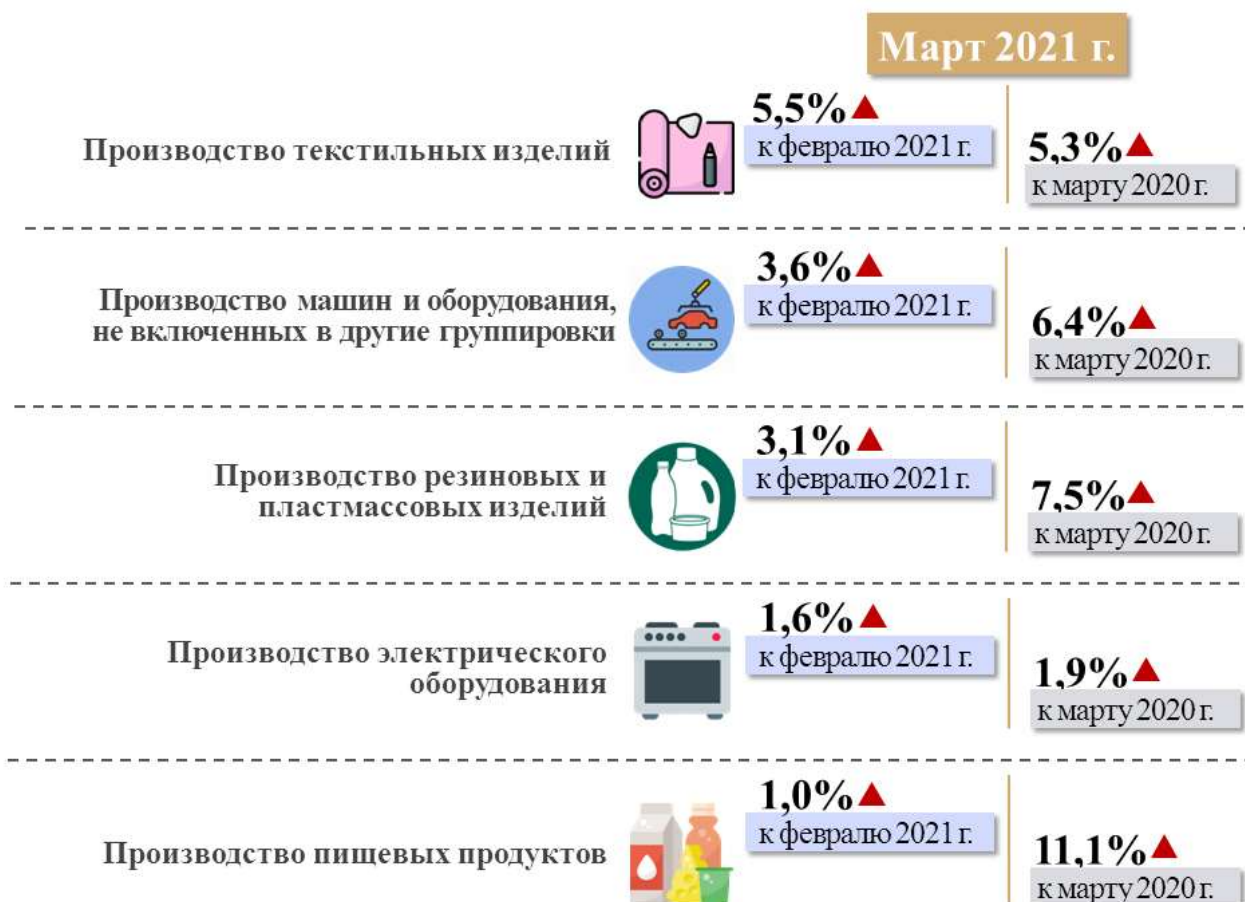 Март 2021 г.
Производство текстильных изделий
5,5%
к февралю 2021 г.
5,3%
к марту 2020 г.
Производство машин и оборудования,
не включенных в другие группировки
3,6%
к февралю 2021 г.
6,4%
к марту 2020 г.
Производство резиновых и
пластмассовых изделий
3,1%
к февралю 2021 г.
7,5%
к марту 2020 г.
Производство электрического
оборудования
1,6%
к февралю 2021 г.
1,9%
к марту 2020 г.
Производство пищевых продуктов
1,0%
к февралю 2021 г.
11,1%
к марту 2020 г.